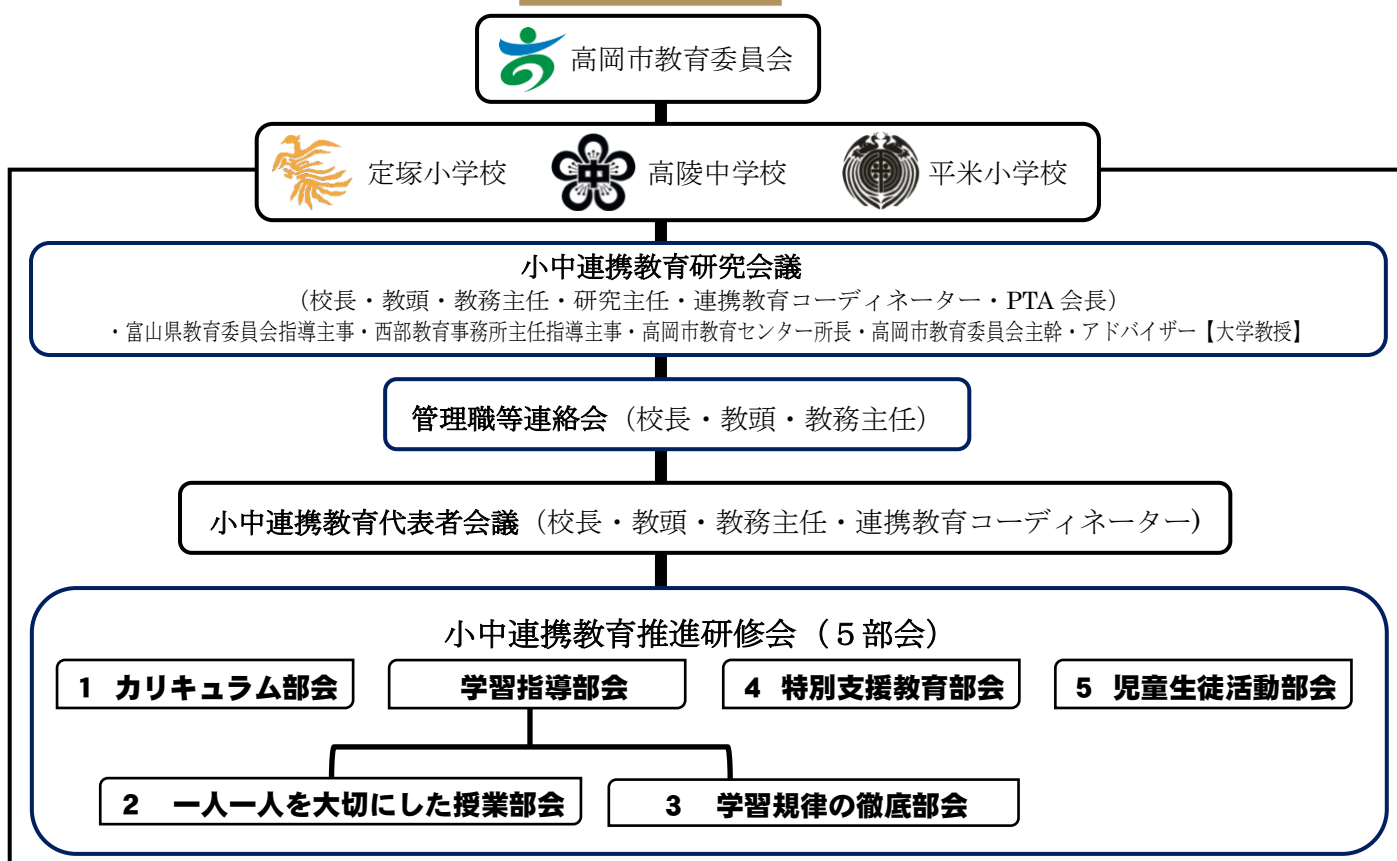 高岡市教育委員会
定塚小学校
中
高陵中学校
平米小学校
小中連携教育研究会議
（校長・教頭・教務主任・研究主任・連携教育コーディネーター・PTA 会長）
・富山県教育委員会指導主事・西部教育事務所主任指導主事・高岡市教育センター所長・高岡市教育委員会主幹・アドバイザー【大学教授】
管理職等連絡会（校長・教頭・教務主任）
小中連携教育代表者会議（校長・教頭・教務主任・連携教育コーディネーター)
小中連携教育推進研修会（５部会）
1 カリキュラム部会
学習指導部会
4 特別支援教育部会
5 児童生徒活動部会
2 一人一人を大切にした授業部会
3 学習規律の徹底部会